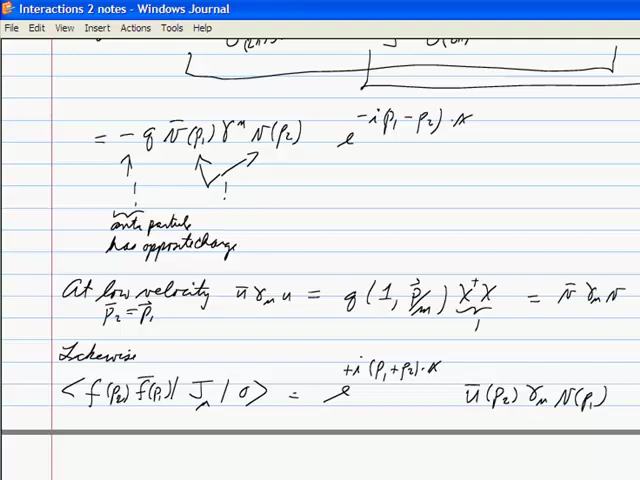 Interactions 2 notes - Windows Journal
File Edit View Insert Actions Tools Help
= - q v̄(p₁) γ^μ v(p₂) e^{-i(p₁-p₂)·x}
! !
anti particle
has opposite charge
At low velocity ū γ_μ u = q (1, p⃗/m) χ⁺χ = v̄ γ_μ v
p⃗₂ = p⃗₁ 1
Likewise
< f(p₂) f̄(p₁) | J_μ | 0 > = e^{+i(p₁+p₂)·x} ū(p₂) γ_μ v(p₁)